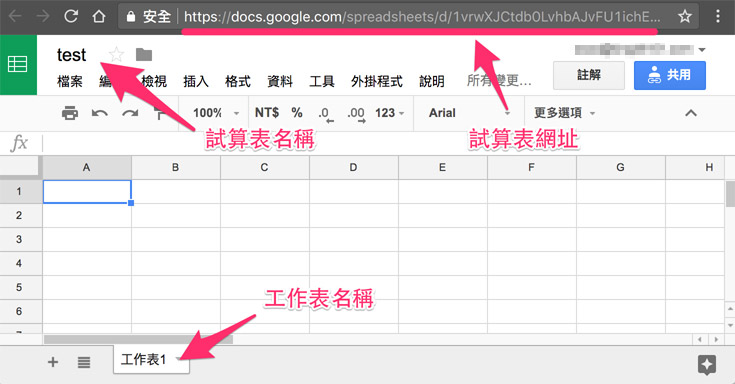 安全 https://docs.google.com/spreadsheets/d/1vrwXJCtdb0LvhbAJvFU1ichE...
test
檔案 編 檢視 插入 格式 資料 工具 外掛程式 說明 所有變更...
註解
共用
100% NT$ % .0 .00 123 Arial 更多選項
試算表名稱
試算表網址
fx
A B C D E F G H
1
2
3
4
5
6
工作表名稱
工作表1